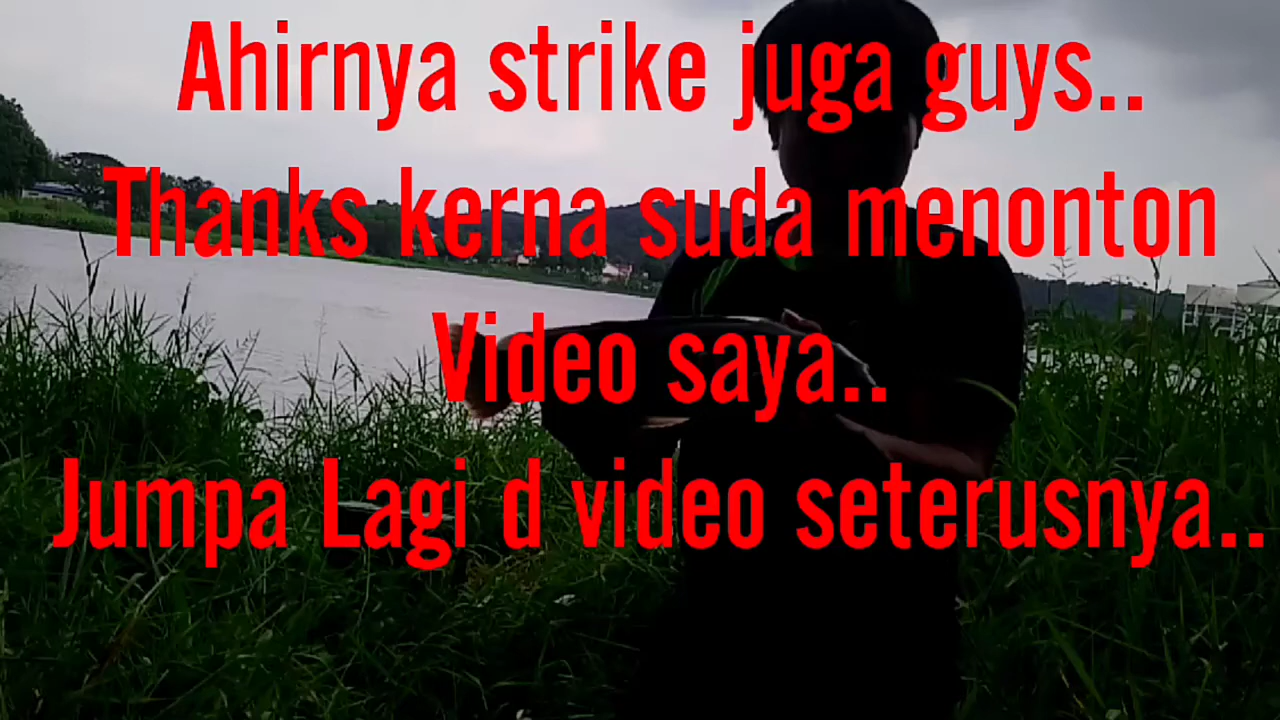 Ahirnya strike juga guys..
Thanks kerna suda menonton
Video saya..
Jumpa Lagi d video seterusnya..